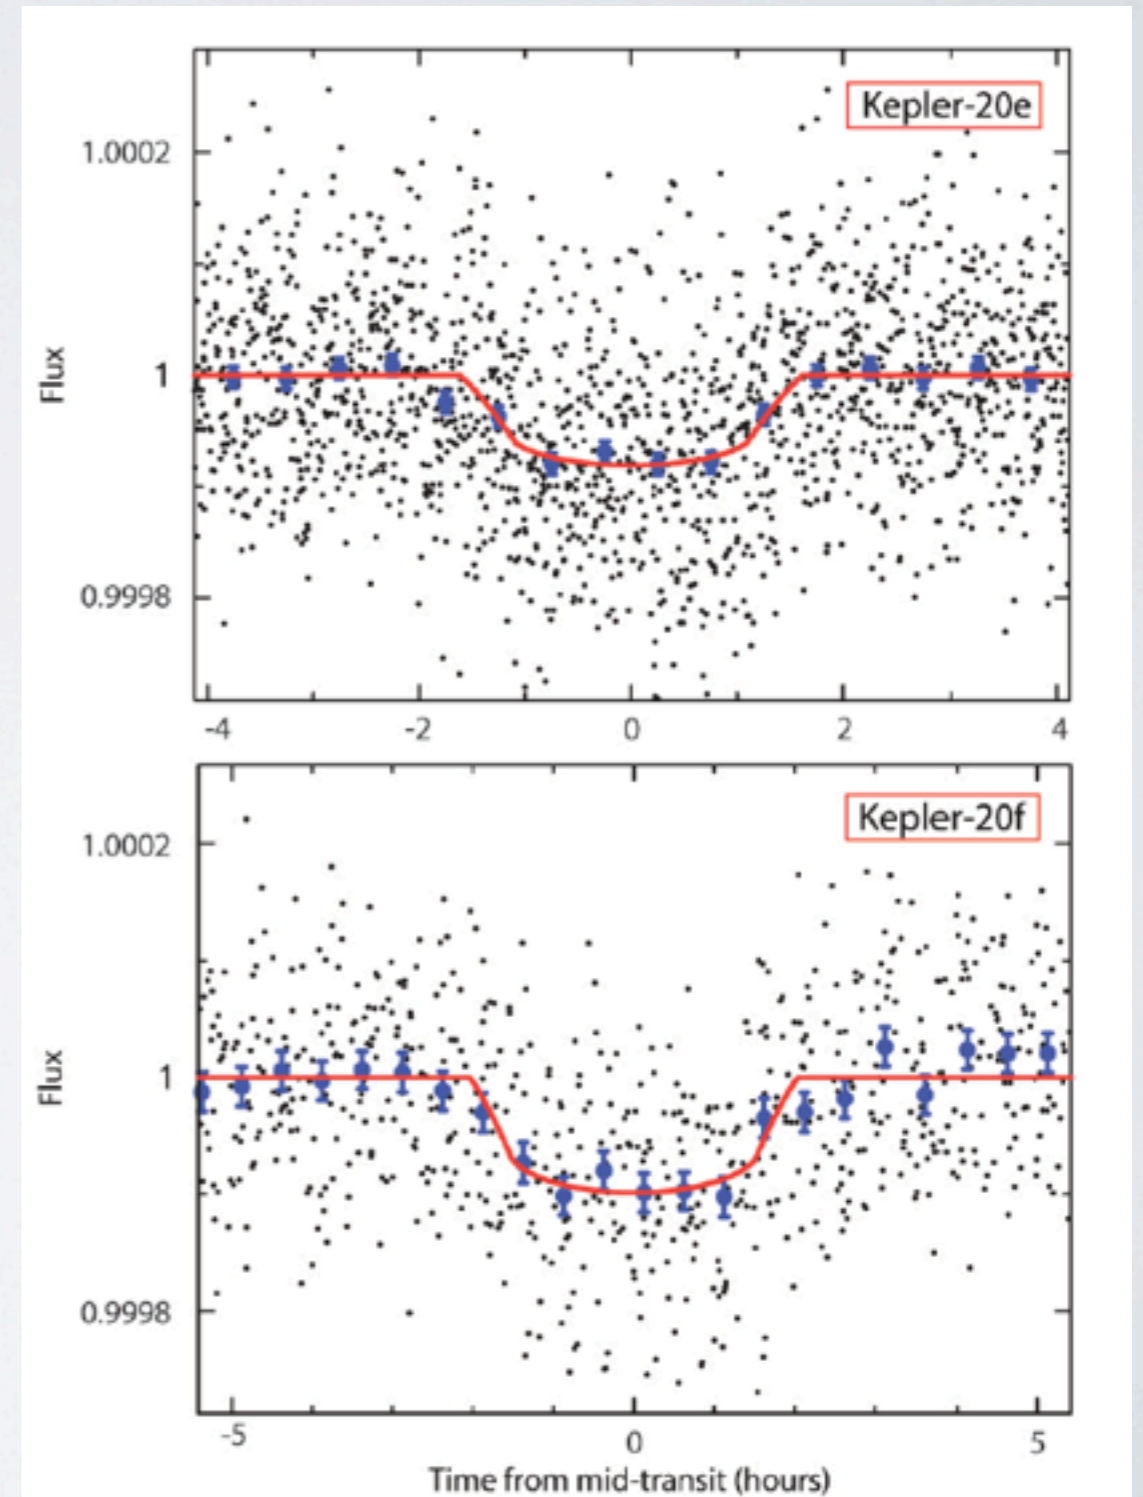 Kepler-20e
1.0002
Flux
1
0.9998
-4 -2 0 2 4
Kepler-20f
1.0002
Flux
1
0.9998
-5 0 5
Time from mid-transit (hours)